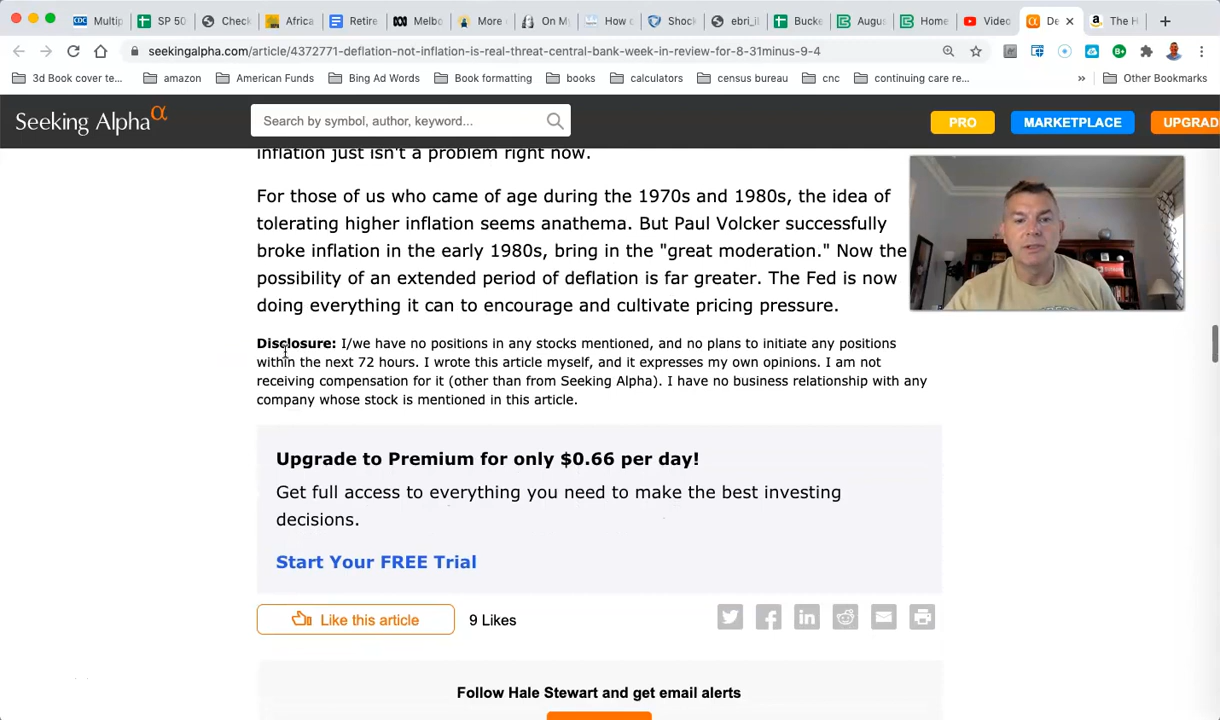 Multip
SP 50
Check
Africa
Retire
Melbo
More
On M
How c
Shoc
ebri_il
Bucke
Augu
Home
Video
De
The H
seekingalpha.com/article/4372771-deflation-not-inflation-is-real-threat-central-bank-week-in-review-for-8-31minus-9-4
3d Book cover te...
amazon
American Funds
Bing Ad Words
Book formatting
books
calculators
census bureau
cnc
continuing care re...
»
Other Bookmarks
Seeking Alpha α
Search by symbol, author, keyword...
PRO
MARKETPLACE
UPGRAD
inflation just isn't a problem right now.
For those of us who came of age during the 1970s and 1980s, the idea of
tolerating higher inflation seems anathema. But Paul Volcker successfully
broke inflation in the early 1980s, bring in the "great moderation." Now the
possibility of an extended period of deflation is far greater. The Fed is now
doing everything it can to encourage and cultivate pricing pressure.
Disclosure: I/we have no positions in any stocks mentioned, and no plans to initiate any positions
within the next 72 hours. I wrote this article myself, and it expresses my own opinions. I am not
receiving compensation for it (other than from Seeking Alpha). I have no business relationship with any
company whose stock is mentioned in this article.
Upgrade to Premium for only $0.66 per day!
Get full access to everything you need to make the best investing
decisions.
Start Your FREE Trial
Like this article
9 Likes
Follow Hale Stewart and get email alerts